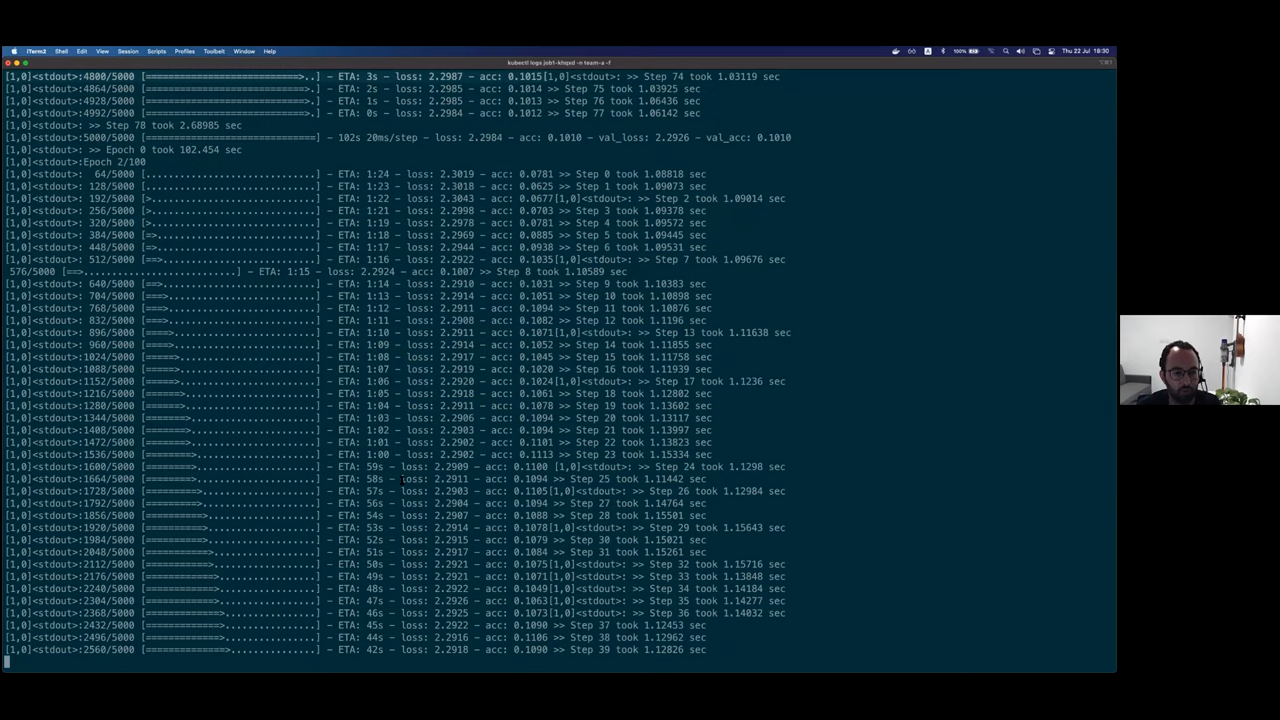 iTerm2 Shell Edit View Session Scripts Profiles Toolbelt Window Help 100% Thu 22 Jul 18:30
kubectl logs job1-khqxd -n team-a -f
[1,0]<stdout>:4800/5000 [============================>..] - ETA: 3s - loss: 2.2987 - acc: 0.1015[1,0]<stdout>: >> Step 74 took 1.03119 sec
[1,0]<stdout>:4864/5000 [============================>.] - ETA: 2s - loss: 2.2985 - acc: 0.1014 >> Step 75 took 1.03925 sec
[1,0]<stdout>:4928/5000 [============================>.] - ETA: 1s - loss: 2.2985 - acc: 0.1013 >> Step 76 took 1.06436 sec
[1,0]<stdout>:4992/5000 [============================>.] - ETA: 0s - loss: 2.2984 - acc: 0.1012 >> Step 77 took 1.06142 sec
[1,0]<stdout>: >> Step 78 took 2.68985 sec
[1,0]<stdout>:5000/5000 [==============================] - 102s 20ms/step - loss: 2.2984 - acc: 0.1010 - val_loss: 2.2926 - val_acc: 0.1010
[1,0]<stdout>: >> Epoch 0 took 102.454 sec
[1,0]<stdout>:Epoch 2/100
[1,0]<stdout>: 64/5000 [..............................] - ETA: 1:24 - loss: 2.3019 - acc: 0.0781 >> Step 0 took 1.08818 sec
[1,0]<stdout>: 128/5000 [..............................] - ETA: 1:23 - loss: 2.3018 - acc: 0.0625 >> Step 1 took 1.09073 sec
[1,0]<stdout>: 192/5000 [>.............................] - ETA: 1:22 - loss: 2.3043 - acc: 0.0677[1,0]<stdout>: >> Step 2 took 1.09014 sec
[1,0]<stdout>: 256/5000 [>.............................] - ETA: 1:21 - loss: 2.2998 - acc: 0.0703 >> Step 3 took 1.09378 sec
[1,0]<stdout>: 320/5000 [>.............................] - ETA: 1:19 - loss: 2.2978 - acc: 0.0781 >> Step 4 took 1.09572 sec
[1,0]<stdout>: 384/5000 [=>............................] - ETA: 1:18 - loss: 2.2969 - acc: 0.0885 >> Step 5 took 1.09445 sec
[1,0]<stdout>: 448/5000 [=>............................] - ETA: 1:17 - loss: 2.2944 - acc: 0.0938 >> Step 6 took 1.09531 sec
[1,0]<stdout>: 512/5000 [==>...........................] - ETA: 1:16 - loss: 2.2922 - acc: 0.1035[1,0]<stdout>: >> Step 7 took 1.09676 sec
576/5000 [==>...........................] - ETA: 1:15 - loss: 2.2924 - acc: 0.1007 >> Step 8 took 1.10589 sec
[1,0]<stdout>: 640/5000 [==>...........................] - ETA: 1:14 - loss: 2.2910 - acc: 0.1031 >> Step 9 took 1.10383 sec
[1,0]<stdout>: 704/5000 [===>..........................] - ETA: 1:13 - loss: 2.2914 - acc: 0.1051 >> Step 10 took 1.10898 sec
[1,0]<stdout>: 768/5000 [===>..........................] - ETA: 1:12 - loss: 2.2911 - acc: 0.1094 >> Step 11 took 1.10876 sec
[1,0]<stdout>: 832/5000 [===>..........................] - ETA: 1:11 - loss: 2.2908 - acc: 0.1082 >> Step 12 took 1.1196 sec
[1,0]<stdout>: 896/5000 [====>.........................] - ETA: 1:10 - loss: 2.2911 - acc: 0.1071[1,0]<stdout>: >> Step 13 took 1.11638 sec
[1,0]<stdout>: 960/5000 [====>.........................] - ETA: 1:09 - loss: 2.2914 - acc: 0.1052 >> Step 14 took 1.11855 sec
[1,0]<stdout>:1024/5000 [=====>........................] - ETA: 1:08 - loss: 2.2917 - acc: 0.1045 >> Step 15 took 1.11758 sec
[1,0]<stdout>:1088/5000 [=====>........................] - ETA: 1:07 - loss: 2.2919 - acc: 0.1020 >> Step 16 took 1.11939 sec
[1,0]<stdout>:1152/5000 [=====>........................] - ETA: 1:06 - loss: 2.2920 - acc: 0.1024[1,0]<stdout>: >> Step 17 took 1.1236 sec
[1,0]<stdout>:1216/5000 [======>.......................] - ETA: 1:05 - loss: 2.2918 - acc: 0.1061 >> Step 18 took 1.12802 sec
[1,0]<stdout>:1280/5000 [======>.......................] - ETA: 1:04 - loss: 2.2911 - acc: 0.1078 >> Step 19 took 1.13602 sec
[1,0]<stdout>:1344/5000 [=======>......................] - ETA: 1:03 - loss: 2.2906 - acc: 0.1094 >> Step 20 took 1.13117 sec
[1,0]<stdout>:1408/5000 [=======>......................] - ETA: 1:02 - loss: 2.2903 - acc: 0.1094 >> Step 21 took 1.13997 sec
[1,0]<stdout>:1472/5000 [=======>......................] - ETA: 1:01 - loss: 2.2902 - acc: 0.1101 >> Step 22 took 1.13823 sec
[1,0]<stdout>:1536/5000 [========>.....................] - ETA: 1:00 - loss: 2.2902 - acc: 0.1113 >> Step 23 took 1.15334 sec
[1,0]<stdout>:1600/5000 [========>.....................] - ETA: 59s - loss: 2.2909 - acc: 0.1100 [1,0]<stdout>: >> Step 24 took 1.1298 sec
[1,0]<stdout>:1664/5000 [========>.....................] - ETA: 58s - loss: 2.2911 - acc: 0.1094 >> Step 25 took 1.11442 sec
[1,0]<stdout>:1728/5000 [=========>....................] - ETA: 57s - loss: 2.2903 - acc: 0.1105[1,0]<stdout>: >> Step 26 took 1.12984 sec
[1,0]<stdout>:1792/5000 [=========>....................] - ETA: 56s - loss: 2.2904 - acc: 0.1094 >> Step 27 took 1.14764 sec
[1,0]<stdout>:1856/5000 [==========>...................] - ETA: 54s - loss: 2.2907 - acc: 0.1088 >> Step 28 took 1.15501 sec
[1,0]<stdout>:1920/5000 [==========>...................] - ETA: 53s - loss: 2.2914 - acc: 0.1078[1,0]<stdout>: >> Step 29 took 1.15643 sec
[1,0]<stdout>:1984/5000 [==========>...................] - ETA: 52s - loss: 2.2915 - acc: 0.1079 >> Step 30 took 1.15021 sec
[1,0]<stdout>:2048/5000 [===========>..................] - ETA: 51s - loss: 2.2917 - acc: 0.1084 >> Step 31 took 1.15261 sec
[1,0]<stdout>:2112/5000 [===========>..................] - ETA: 50s - loss: 2.2921 - acc: 0.1075[1,0]<stdout>: >> Step 32 took 1.15716 sec
[1,0]<stdout>:2176/5000 [============>.................] - ETA: 49s - loss: 2.2921 - acc: 0.1071[1,0]<stdout>: >> Step 33 took 1.13848 sec
[1,0]<stdout>:2240/5000 [============>.................] - ETA: 48s - loss: 2.2921 - acc: 0.1049[1,0]<stdout>: >> Step 34 took 1.14184 sec
[1,0]<stdout>:2304/5000 [============>.................] - ETA: 47s - loss: 2.2926 - acc: 0.1063[1,0]<stdout>: >> Step 35 took 1.14277 sec
[1,0]<stdout>:2368/5000 [=============>................] - ETA: 46s - loss: 2.2925 - acc: 0.1073[1,0]<stdout>: >> Step 36 took 1.14032 sec
[1,0]<stdout>:2432/5000 [=============>................] - ETA: 45s - loss: 2.2922 - acc: 0.1090 >> Step 37 took 1.12453 sec
[1,0]<stdout>:2496/5000 [=============>................] - ETA: 44s - loss: 2.2916 - acc: 0.1106 >> Step 38 took 1.12962 sec
[1,0]<stdout>:2560/5000 [==============>...............] - ETA: 42s - loss: 2.2918 - acc: 0.1090 >> Step 39 took 1.12826 sec